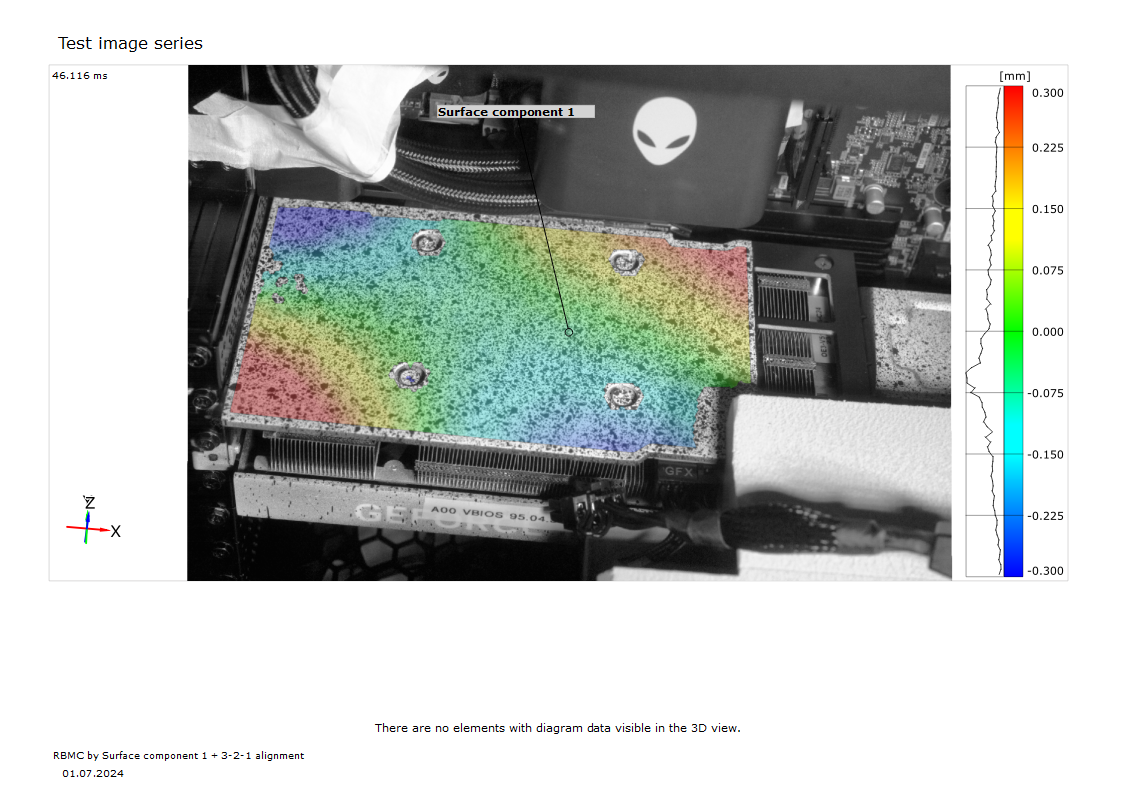 Test image series
46.116 ms
[mm]
Surface component 1
0.300
0.225
0.150
0.075
0.000
-0.075
-0.150
-0.225
-0.300
GFX
A00 VBIOS 95.04.
GEFORCE
Z
X
There are no elements with diagram data visible in the 3D view.
RBMC by Surface component 1 + 3-2-1 alignment
01.07.2024